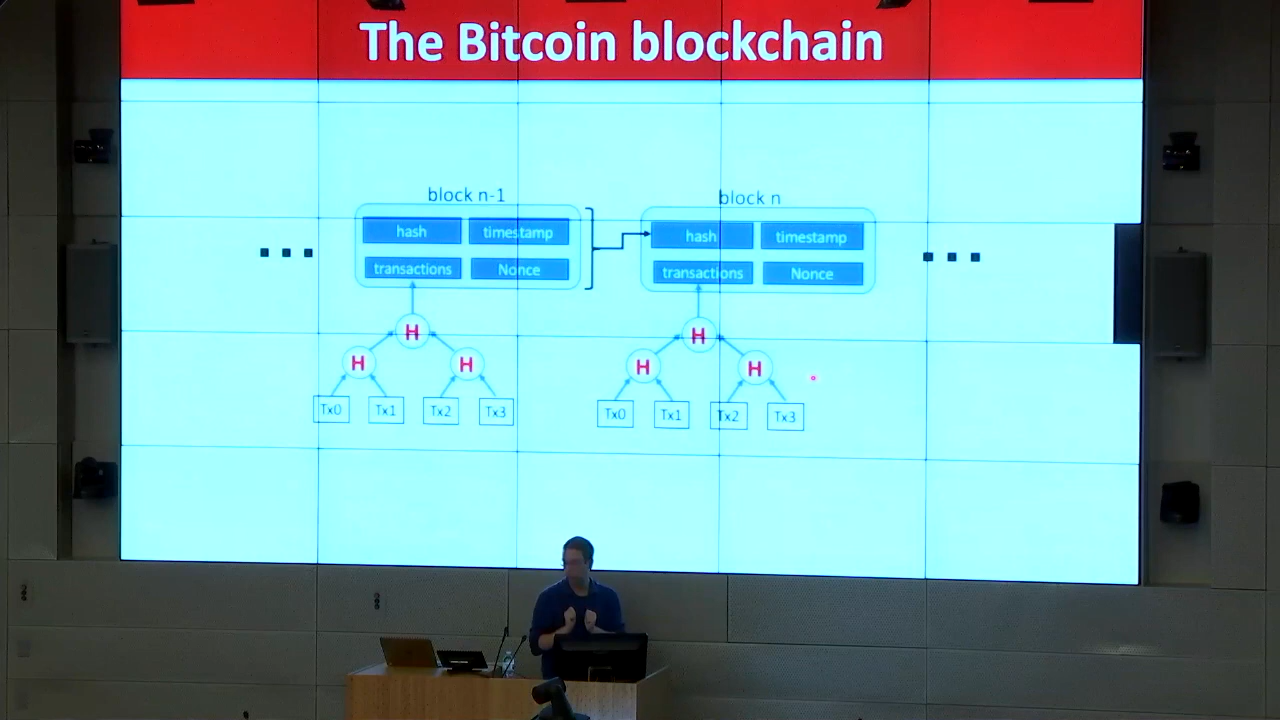 The Bitcoin blockchain
block n-1
block n
hash timestamp
hash timestamp
transactions Nonce
transactions Nonce
H
H
H H
H H
Tx0 Tx1 Tx2 Tx3
Tx0 Tx1 Tx2 Tx3